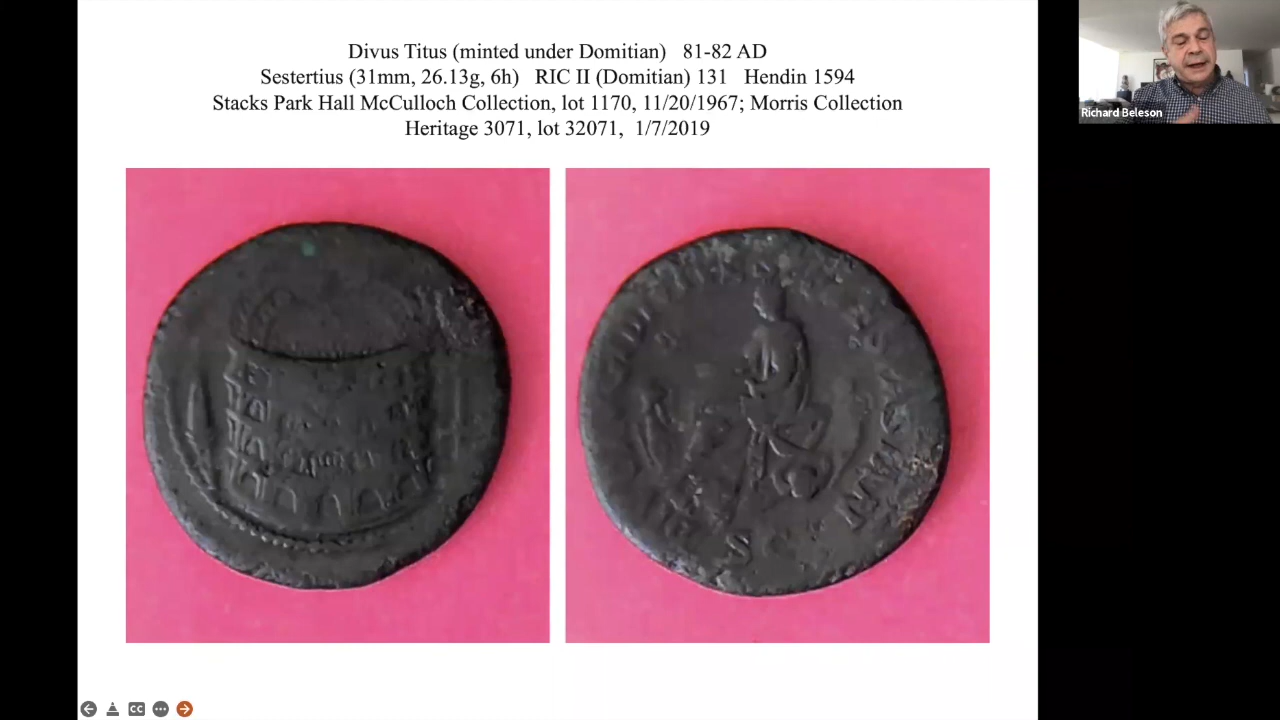 Divus Titus (minted under Domitian) 81-82 AD
Sestertius (31mm, 26.13g, 6h) RIC II (Domitian) 131 Hendin 1594
Stacks Park Hall McCulloch Collection, lot 1170, 11/20/1967; Morris Collection
Heritage 3071, lot 32071, 1/7/2019
Richard Beleson
S
CC